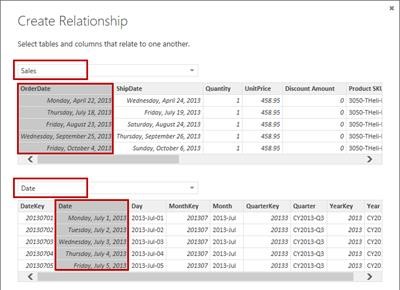 Create Relationship
Select tables and columns that relate to one another.
Sales
OrderDate ShipDate Quantity UnitPrice Discount Amount Product SKU
Monday, April 22, 2013 Wednesday, April 24, 2013 1 458.95 0 3050-THeli-
Thursday, July 18, 2013 Friday, July 19, 2013 1 458.95 0 3050-THeli-
Friday, August 23, 2013 Saturday, August 24, 2013 1 458.95 0 3050-THeli-
Wednesday, September 25, 2013 Thursday, September 26, 2013 1 458.95 0 3050-THeli-
Friday, October 4, 2013 Sunday, October 6, 2013 1 458.95 0 3050-THeli-
Date
DateKey Date Day MonthKey Month QuarterKey Quarter YearKey Year
20130701 Monday, July 1, 2013 2013-Jul-01 201307 2013-Jul 20133 CY2013-Q3 2013 CY20
20130702 Tuesday, July 2, 2013 2013-Jul-02 201307 2013-Jul 20133 CY2013-Q3 2013 CY20
20130703 Wednesday, July 3, 2013 2013-Jul-03 201307 2013-Jul 20133 CY2013-Q3 2013 CY20
20130704 Thursday, July 4, 2013 2013-Jul-04 201307 2013-Jul 20133 CY2013-Q3 2013 CY20
20130705 Friday, July 5, 2013 2013-Jul-05 201307 2013-Jul 20133 CY2013-Q3 2013 CY20